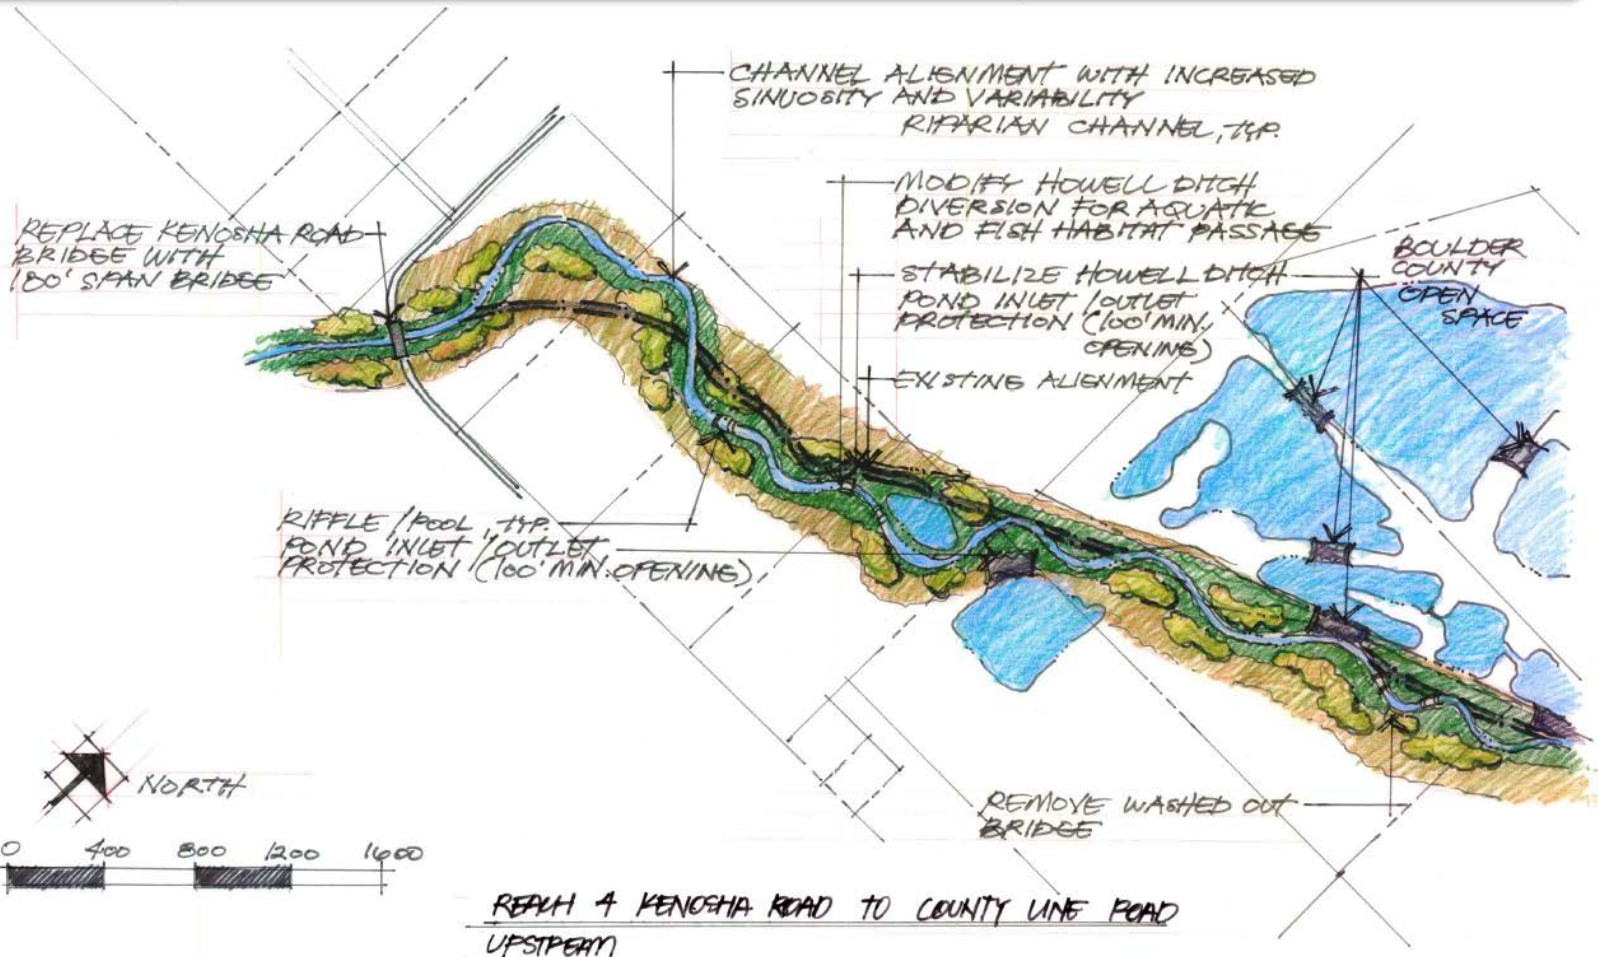 CHANNEL ALIGNMENT WITH INCREASED
SINUOSITY AND VARIABILITY
RIPARIAN CHANNEL, TYP.
MODIFY HOWELL DITCH
DIVERSION FOR AQUATIC
AND FISH HABITAT PASSAGE
REPLACE KENOSHA ROAD
BRIDGE WITH
180' SPAN BRIDGE
BOULDER
COUNTY
OPEN
SPACE
STABILIZE HOWELL DITCH
POND INLET /OUTLET
PROTECTION (100' MIN.
OPENING)
EXISTING ALIGNMENT
RIFFLE / POOL, TYP.
POND INLET / OUTLET
PROTECTION (100' MIN. OPENING)
NORTH
REMOVE WASHED OUT
BRIDGE
0 400 800 1200 1600
REACH 4 KENOSHA ROAD TO COUNTY LINE ROAD
UPSTREAM